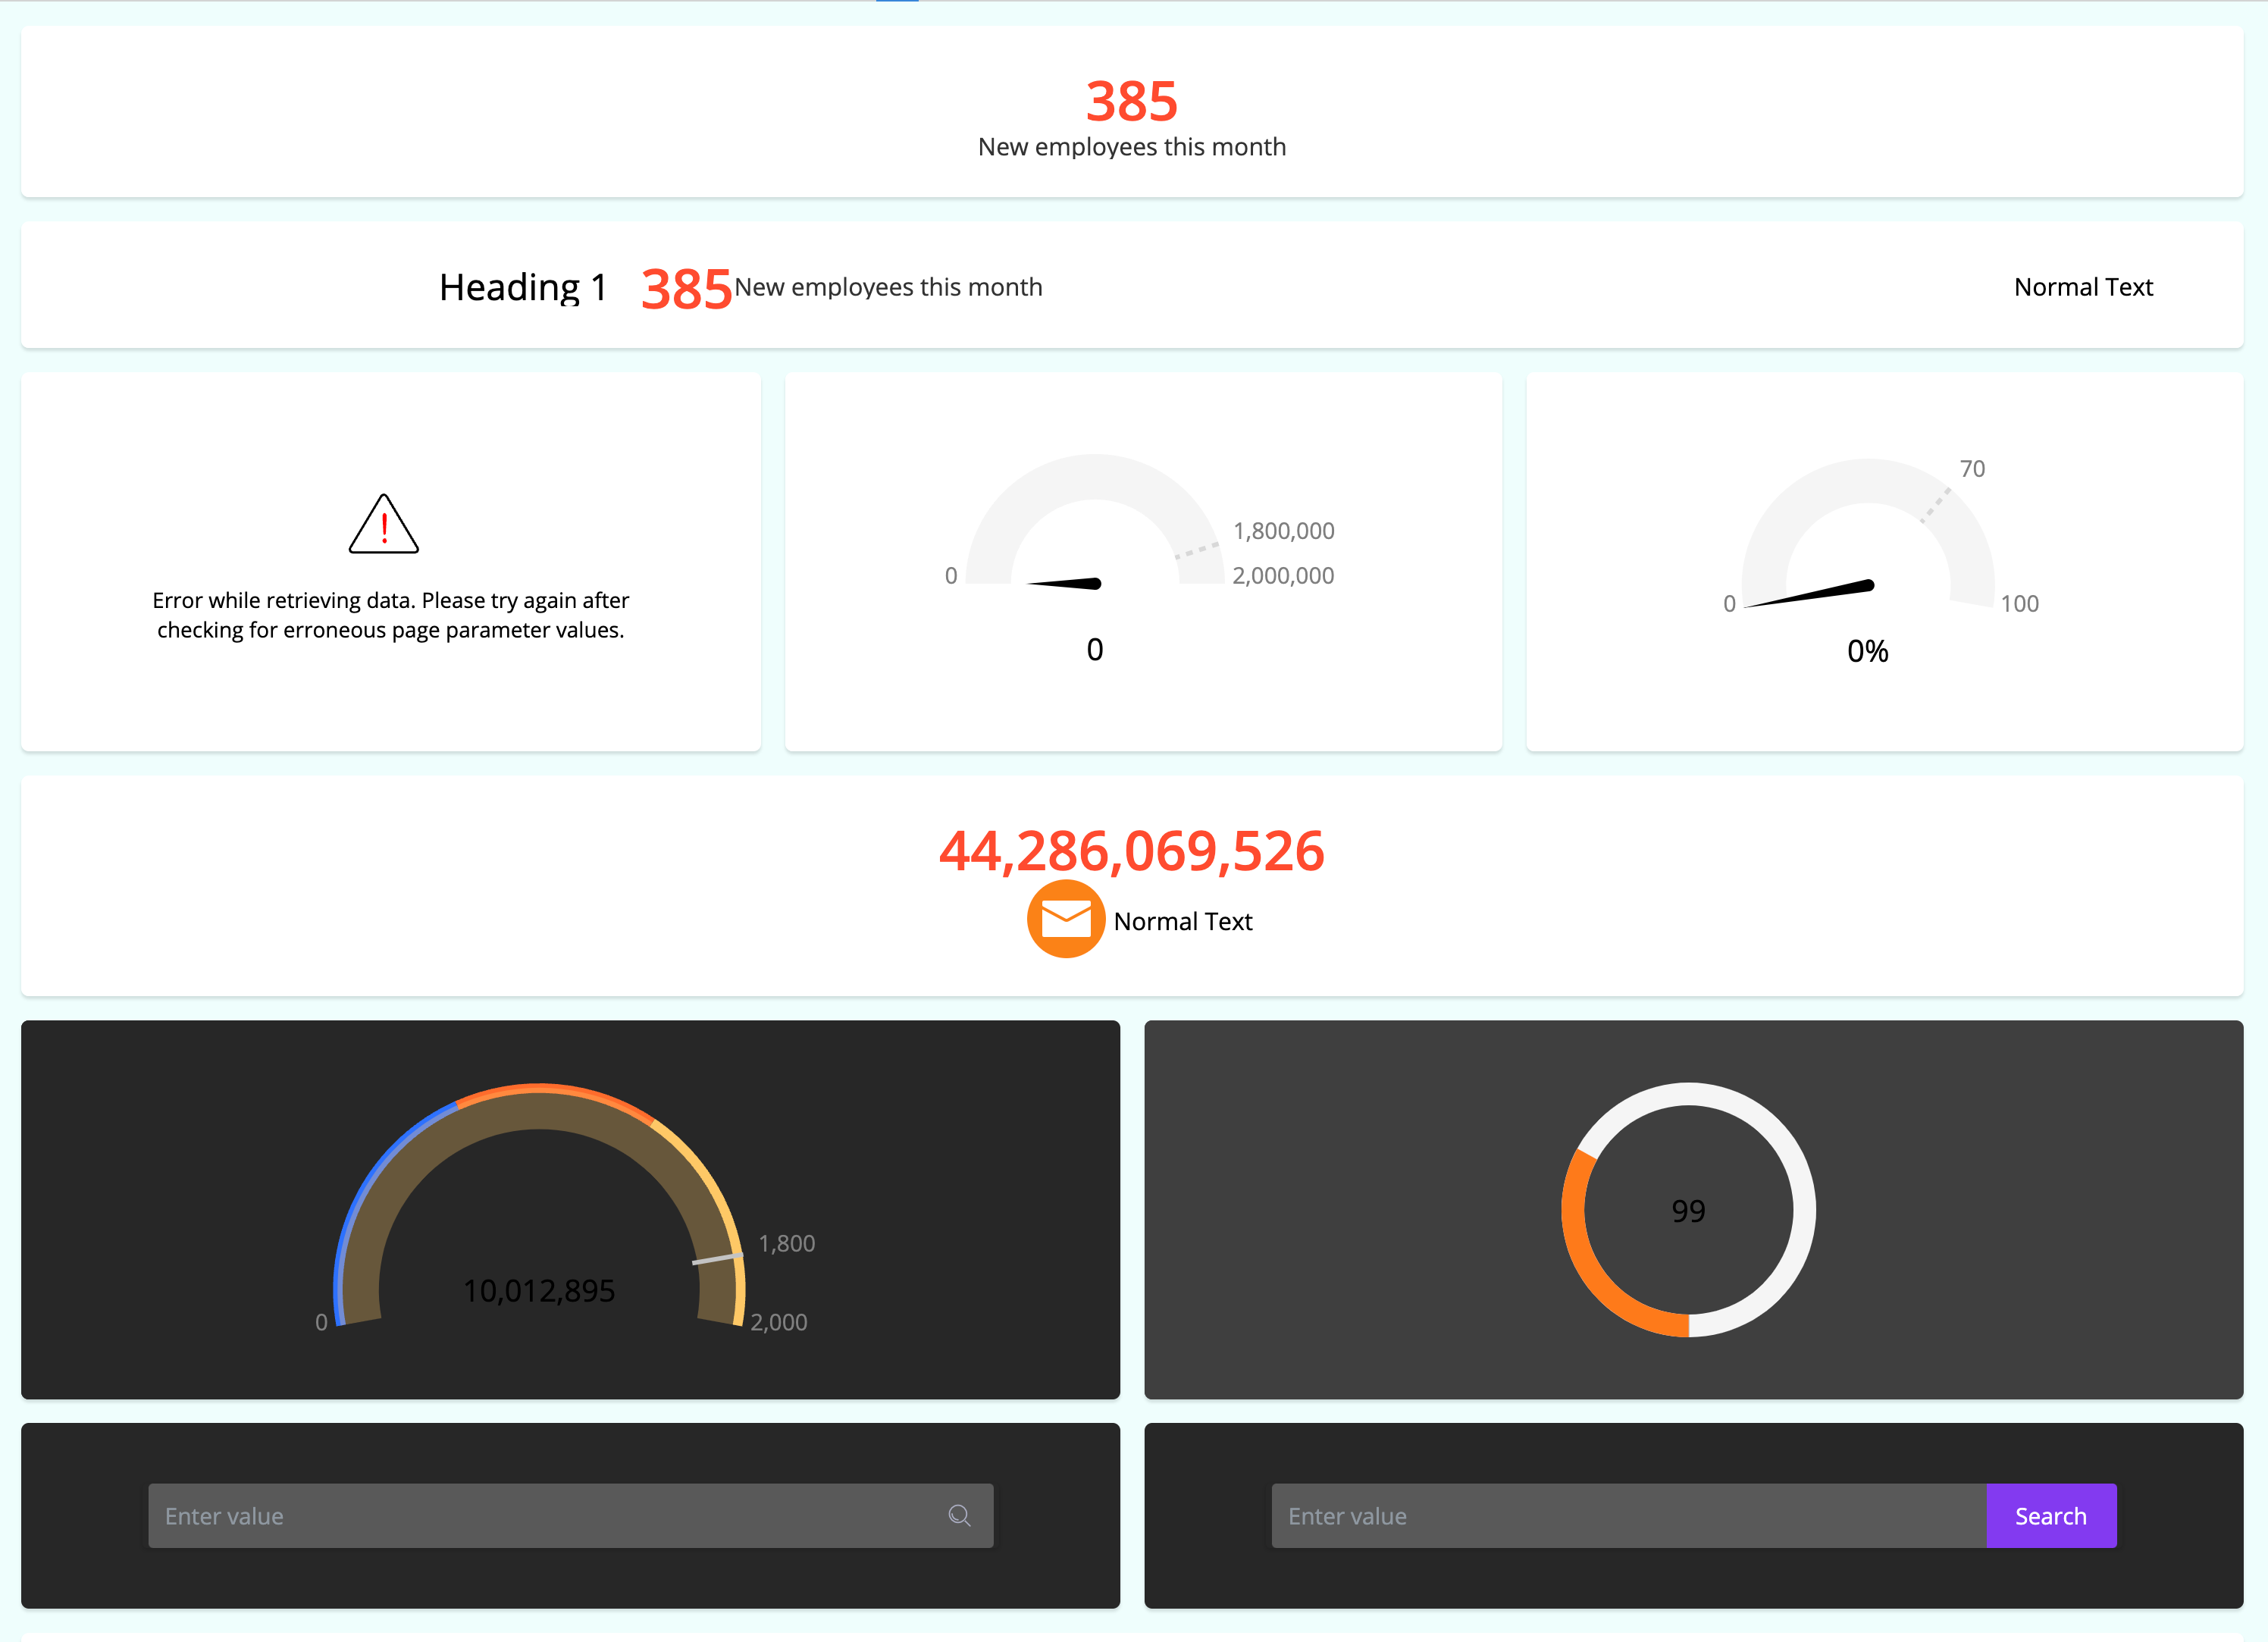 385
New employees this month
Heading 1 385 New employees this month Normal Text
!
Error while retrieving data. Please try again after
checking for erroneous page parameter values.
0
1,800,000
2,000,000
0
70
0
100
0%
44,286,069,526
Normal Text
1,800
10,012,895
0
2,000
99
Enter value
Enter value
Search